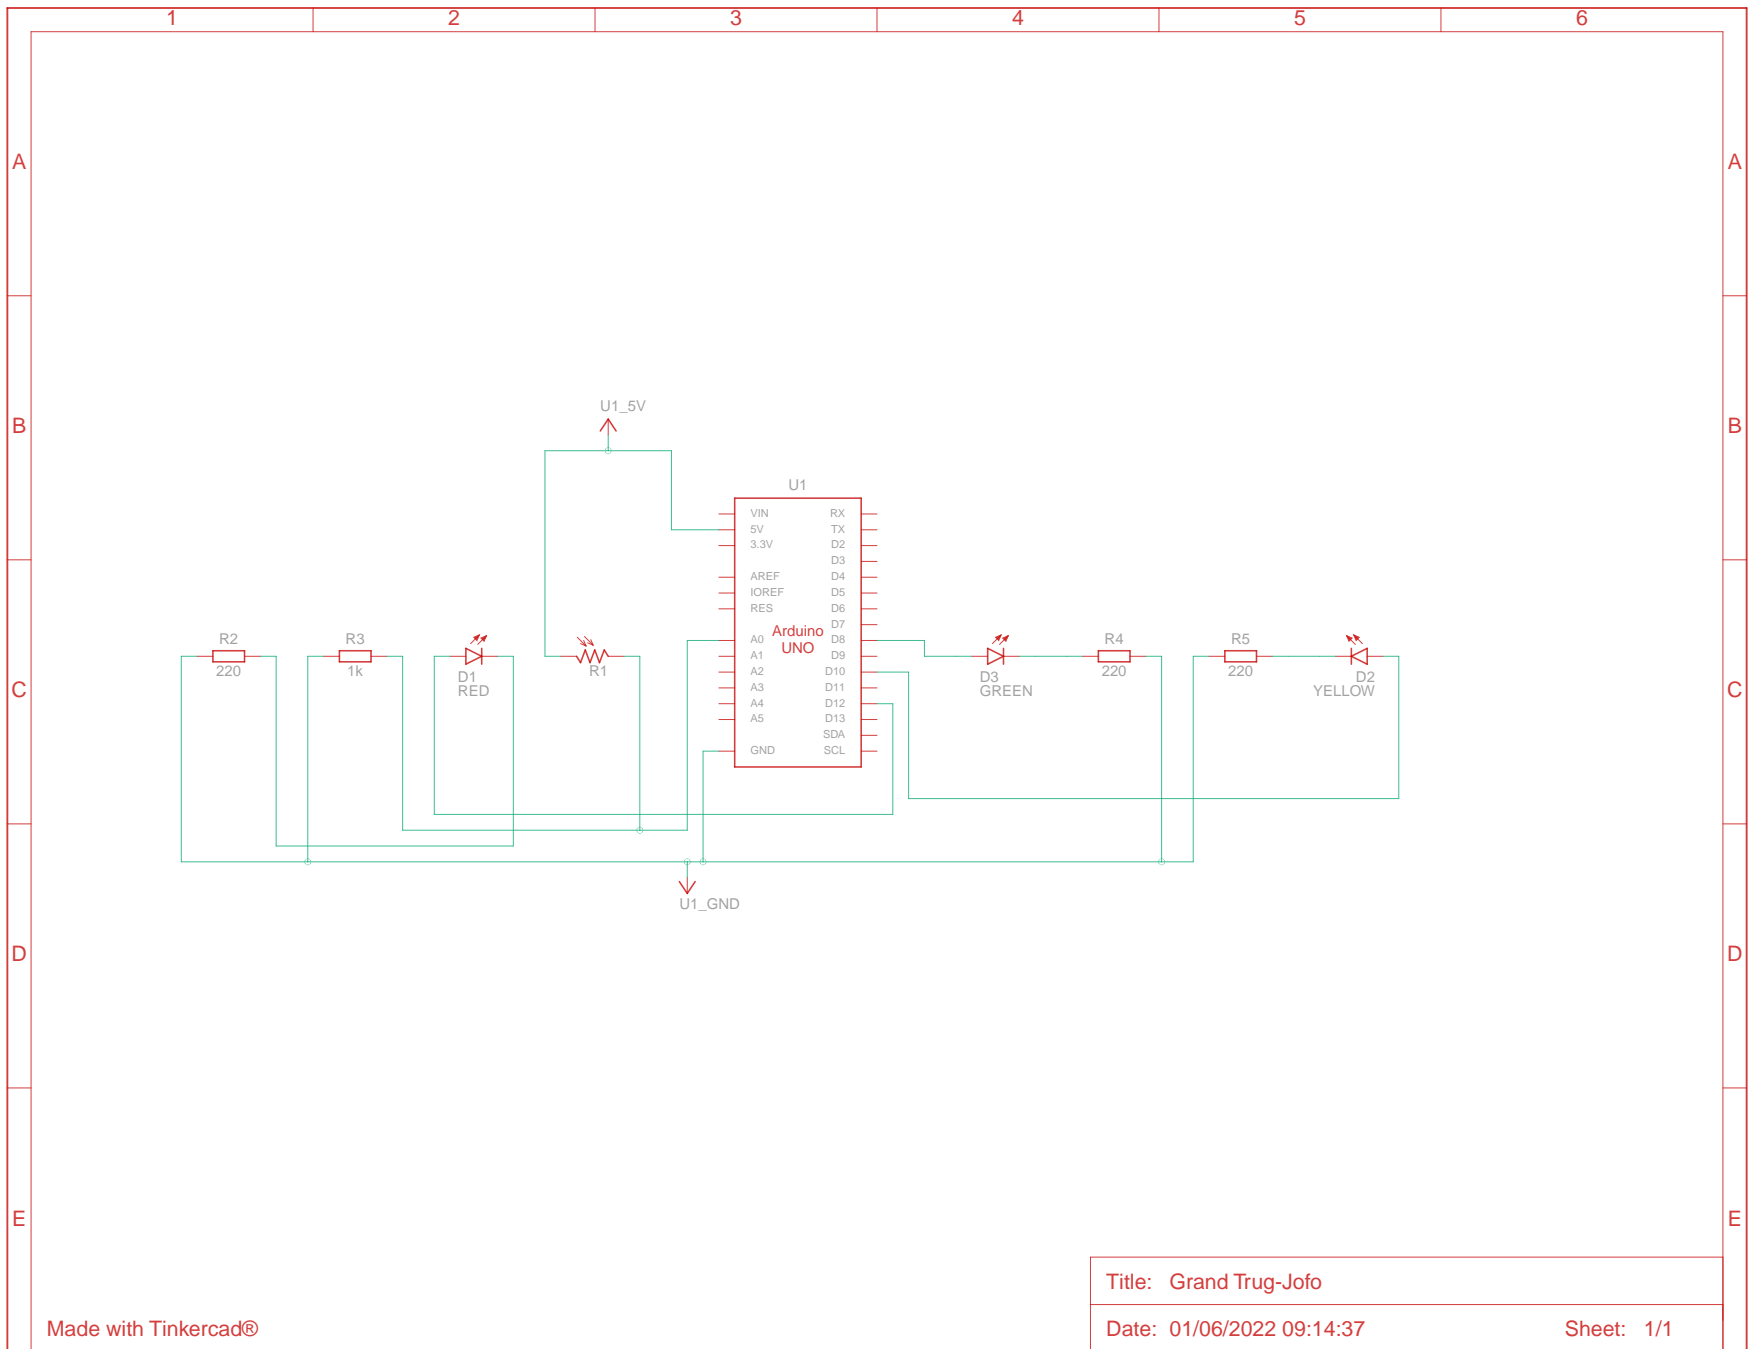 1 2 3 4 5 6
A A
B B
C C
D D
E E
U1_5V
U1
VIN RX
5V TX
3.3V D2
D3
AREF D4
IOREF D5
RES D6
D7
A0 D8
A1 D9
A2 D10
A3 D11
A4 D12
A5 D13
SDA
GND SCL
Arduino
UNO
R2
220
R3
1k
D1
RED
R1
D3
GREEN
R4
220
R5
220
D2
YELLOW
U1_GND
Title: Grand Trug-Jofo
Made with Tinkercad®
Date: 01/06/2022 09:14:37 Sheet: 1/1